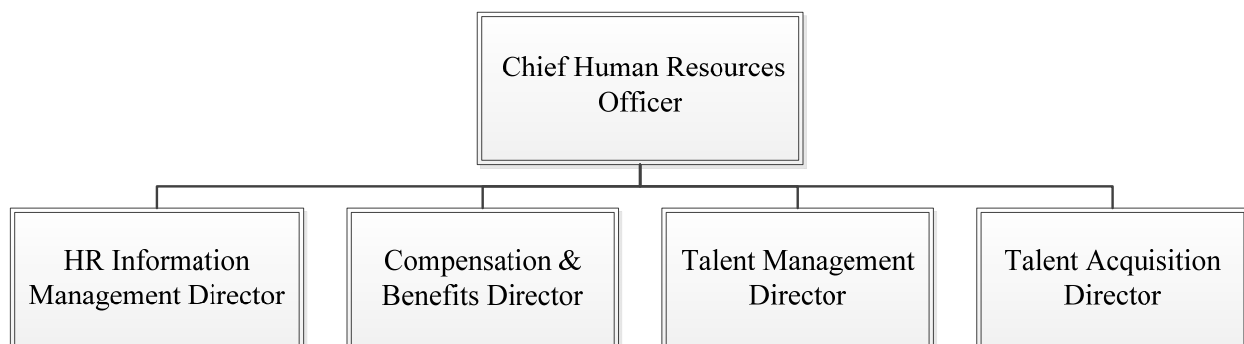 Chief Human Resources
Officer
HR Information
Management Director
Compensation &
Benefits Director
Talent Management
Director
Talent Acquisition
Director